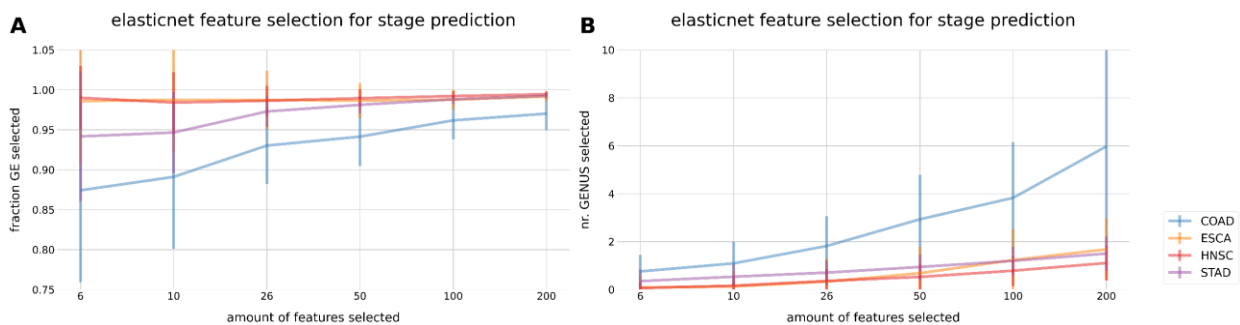 A
elasticnet feature selection for stage prediction
1.05
1.00
0.95
0.90
0.85
0.80
0.75
fraction GE selected
6 10 26 50 100 200
amount of features selected
B
elasticnet feature selection for stage prediction
10
8
6
4
2
0
nr. GENUS selected
6 10 26 50 100 200
amount of features selected
COAD
ESCA
HNSC
STAD